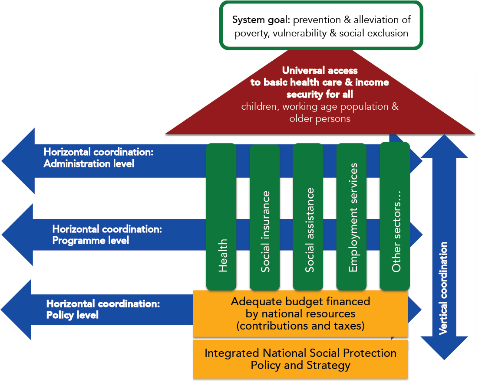 System goal: prevention & alleviation of
poverty, vulnerability & social exclusion
Universal access
to basic health care & income
security for all
children, working age population &
older persons
Horizontal coordination:
Administration level
Horizontal coordination:
Programme level
Horizontal coordination:
Policy level
Health
Social insurance
Social assistance
Employment services
Other sectors...
Vertical coordination
Adequate budget financed
by national resources
(contributions and taxes)
Integrated National Social Protection
Policy and Strategy